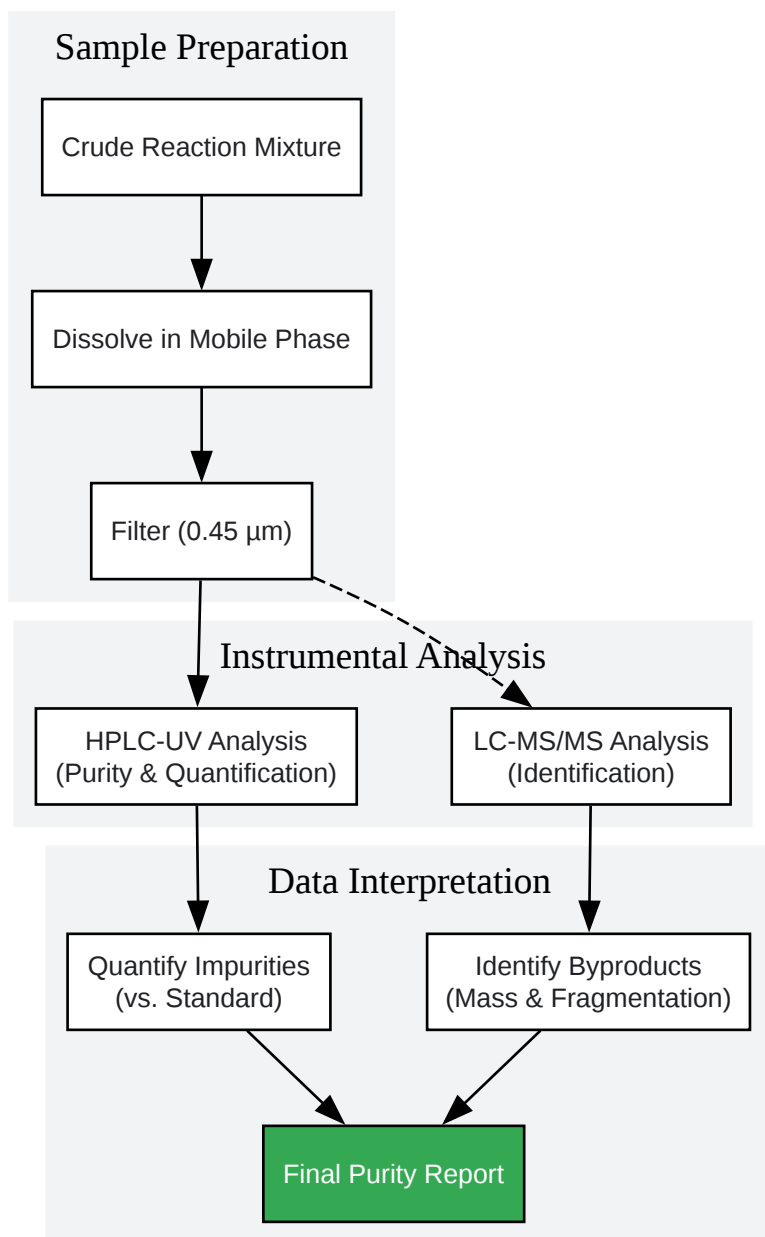 Sample Preparation
Crude Reaction Mixture
Dissolve in Mobile Phase
Filter (0.45 µm)
Instrumental Analysis
HPLC-UV Analysis
(Purity & Quantification)
LC-MS/MS Analysis
(Identification)
Data Interpretation
Quantify Impurities
(vs. Standard)
Identify Byproducts
(Mass & Fragmentation)
Final Purity Report